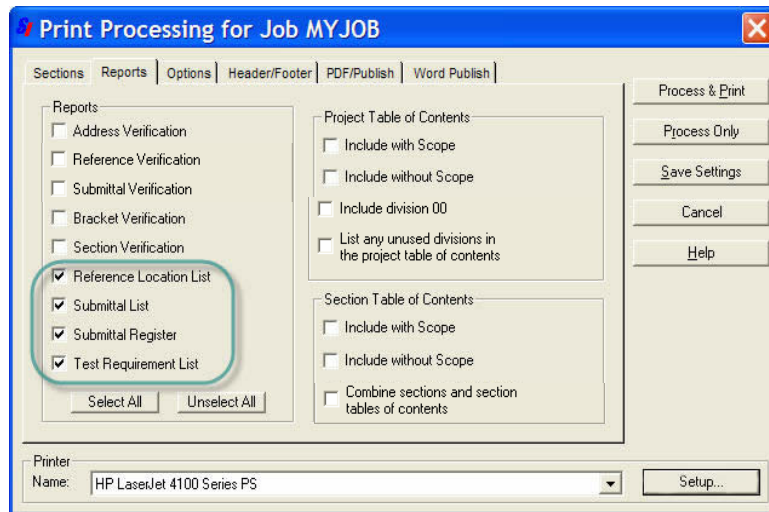 Print Processing for Job MYJOB
Sections Reports Options Header/Footer PDF/Publish Word Publish
Reports
Address Verification
Reference Verification
Submittal Verification
Bracket Verification
Section Verification
Reference Location List
Submittal List
Submittal Register
Test Requirement List
Select All Unselect All
Project Table of Contents
Include with Scope
Include without Scope
Include division 00
List any unused divisions in
the project table of contents
Section Table of Contents
Include with Scope
Include without Scope
Combine sections and section
tables of contents
Process & Print
Process Only
Save Settings
Cancel
Help
Printer
Name: HP LaserJet 4100 Series PS Setup...